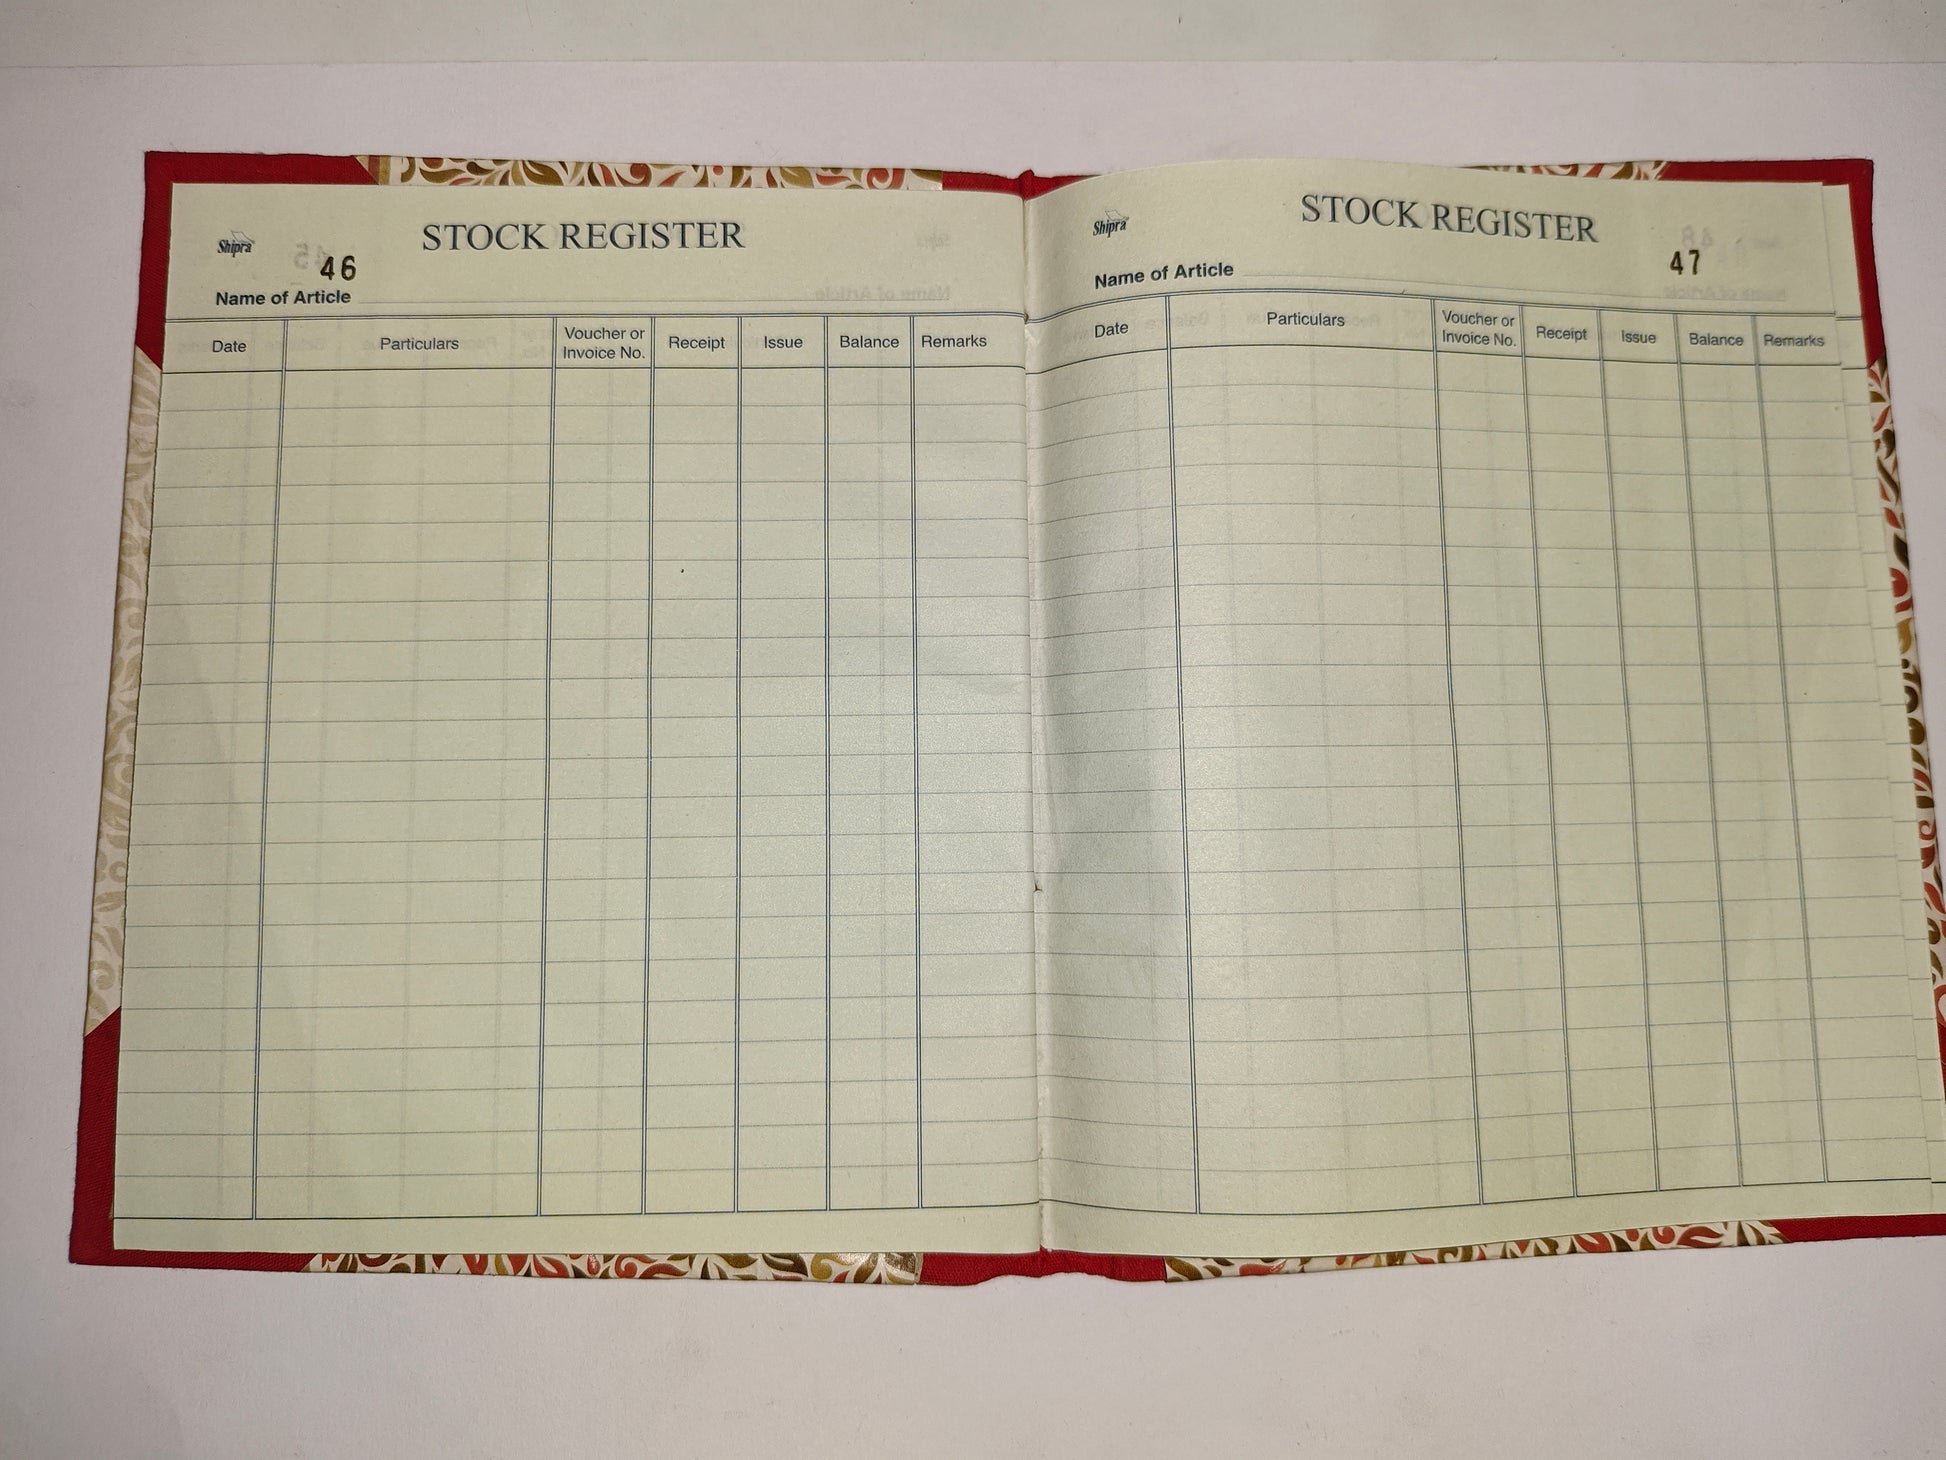 Shipra
STOCK REGISTER
46
Name of Article
Date Particulars Voucher or Invoice No. Receipt Issue Balance Remarks
Shipra
STOCK REGISTER
47
Name of Article
Date Particulars Voucher or Invoice No. Receipt Issue Balance Remarks